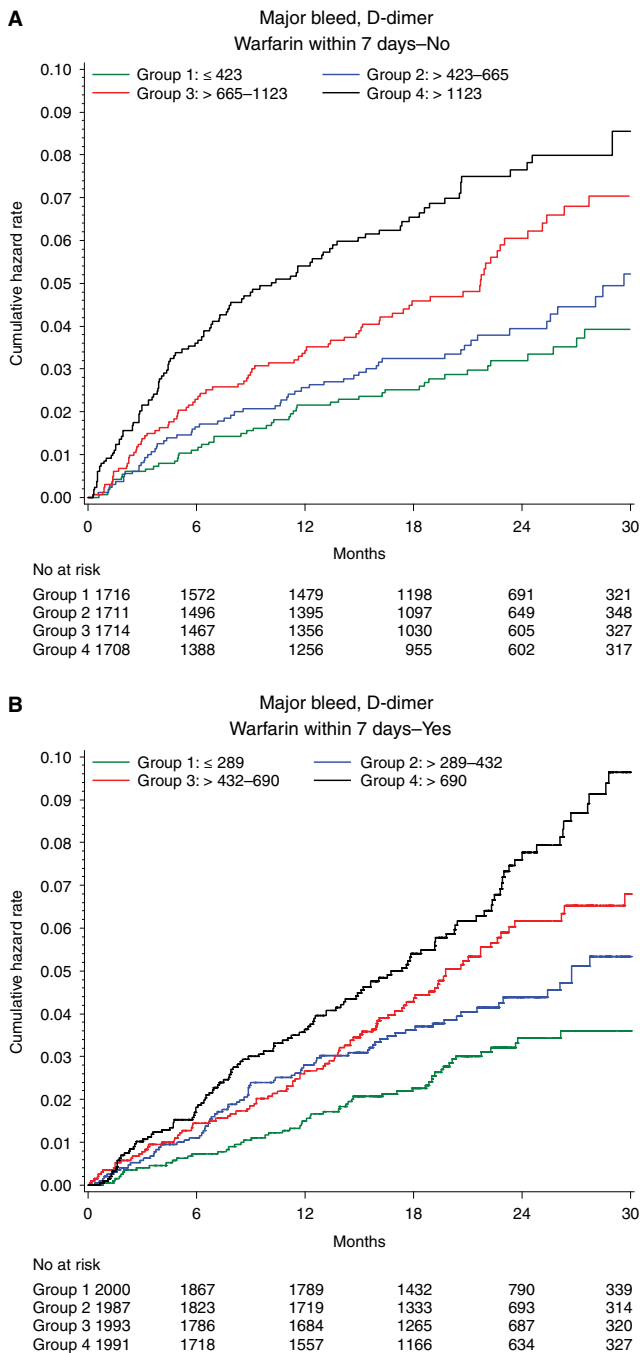 A
Major bleed, D-dimer
Warfarin within 7 days–No
Group 1: ≤ 423 Group 2: > 423–665
Group 3: > 665–1123 Group 4: > 1123
Cumulative hazard rate
0.10
0.09
0.08
0.07
0.06
0.05
0.04
0.03
0.02
0.01
0.00
0 6 12 18 24 30
Months
No at risk
Group 1 1716 1572 1479 1198 691 321
Group 2 1711 1496 1395 1097 649 348
Group 3 1714 1467 1356 1030 605 327
Group 4 1708 1388 1256 955 602 317
B
Major bleed, D-dimer
Warfarin within 7 days–Yes
Group 1: ≤ 289 Group 2: > 289–432
Group 3: > 432–690 Group 4: > 690
Cumulative hazard rate
0.10
0.09
0.08
0.07
0.06
0.05
0.04
0.03
0.02
0.01
0.00
0 6 12 18 24 30
Months
No at risk
Group 1 2000 1867 1789 1432 790 339
Group 2 1987 1823 1719 1333 693 314
Group 3 1993 1786 1684 1265 687 320
Group 4 1991 1718 1557 1166 634 327